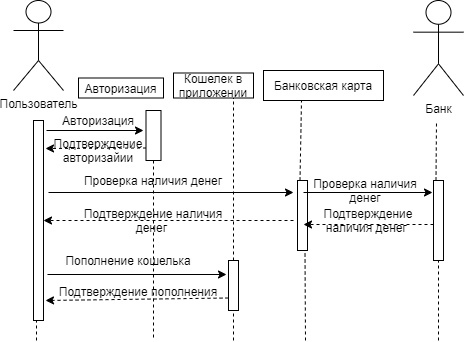 Пользователь
Авторизация
Кошелек в
приложении
Банковская карта
Банк
Авторизация
Подтверждение
авторизайии
Проверка наличия денег
Проверка наличия
денег
Подтверждение наличия
денег
Подтверждение
наличия денег
Пополнение кошелька
Подтверждение пополнения